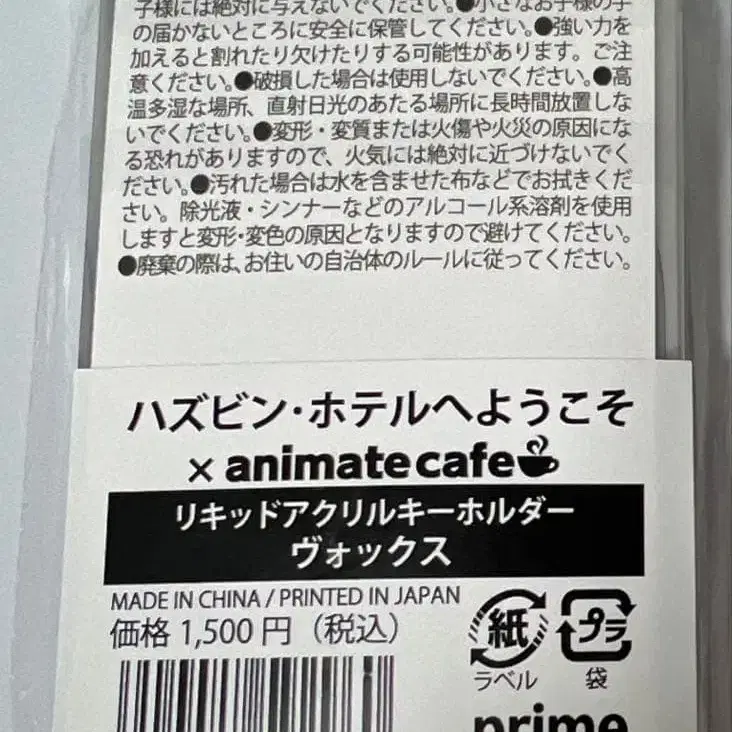 子様には絶対に与えないでください。●小さなお子様の手
の届かないところに安全に保管してください。●強い力を
加えると割れたり欠けたりする可能性があります。ご注
意ください。●破損した場合は使用しないでください。●高
温多湿な場所、直射日光のあたる場所に長時間放置しな
いでください。●変形・変質または火傷や火災の原因にな
る恐れがありますので、火気には絶対に近づけないでく
ださい。●汚れた場合は水を含ませた布などでお拭きくだ
さい。除光液・シンナーなどのアルコール系溶剤を使用
しますと変形・変色の原因となりますので避けてください。
●廃棄の際は、お住いの自治体のルールに従ってください。
ハズビン・ホテルへようこそ
× animatecafe
リキッドアクリルキーホルダー
ヴォックス
MADE IN CHINA / PRINTED IN JAPAN
価格 1,500 円（税込）
紙
ラベル
プラ
袋
prime